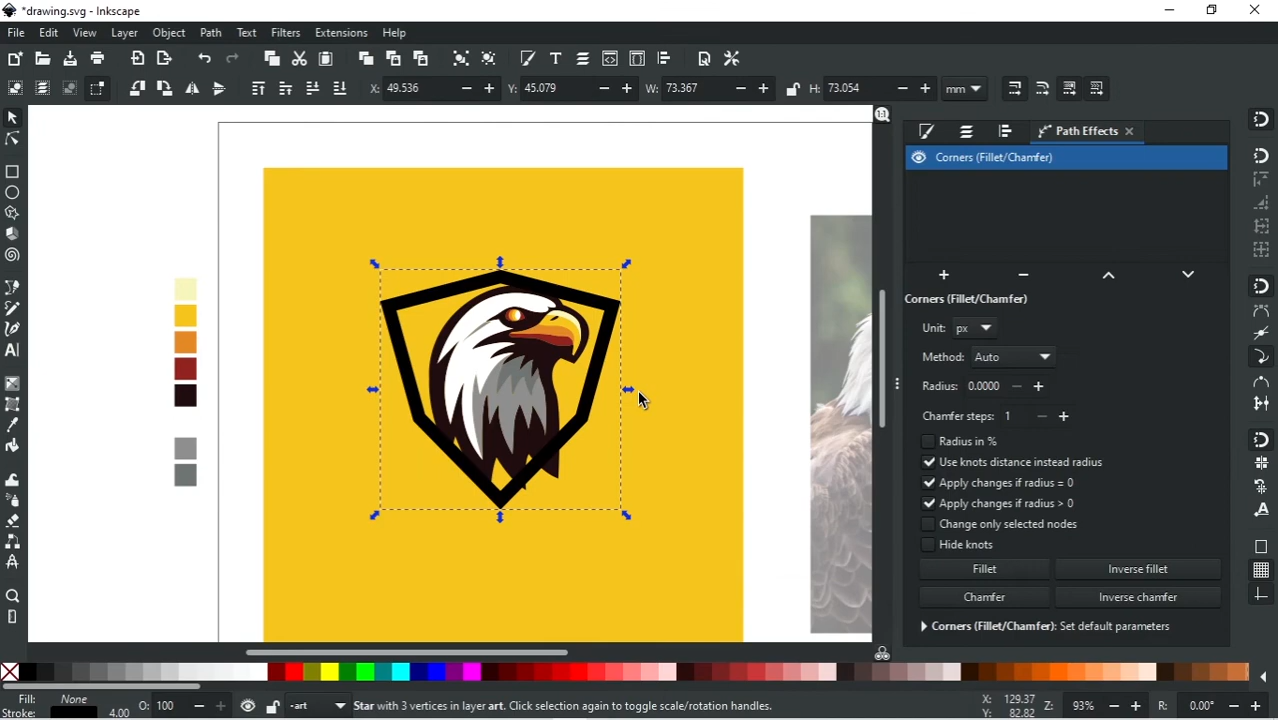 *drawing.svg - Inkscape
File Edit View Layer Object Path Text Filters Extensions Help
X: 49.536 Y: 45.079 W: 73.367 H: 73.054 mm
Path Effects
Corners (Fillet/Chamfer)
Corners (Fillet/Chamfer)
Unit: px
Method: Auto
Radius: 0.0000
Chamfer steps: 1
Radius in %
Use knots distance instead radius
Apply changes if radius = 0
Apply changes if radius > 0
Change only selected nodes
Hide knots
Fillet Inverse fillet
Chamfer Inverse chamfer
Corners (Fillet/Chamfer): Set default parameters
Fill: None
Stroke: 4.00
O: 100
-art
Star with 3 vertices in layer art. Click selection again to toggle scale/rotation handles.
X: 129.37
Y: 82.82
Z: 93%
R: 0.00°